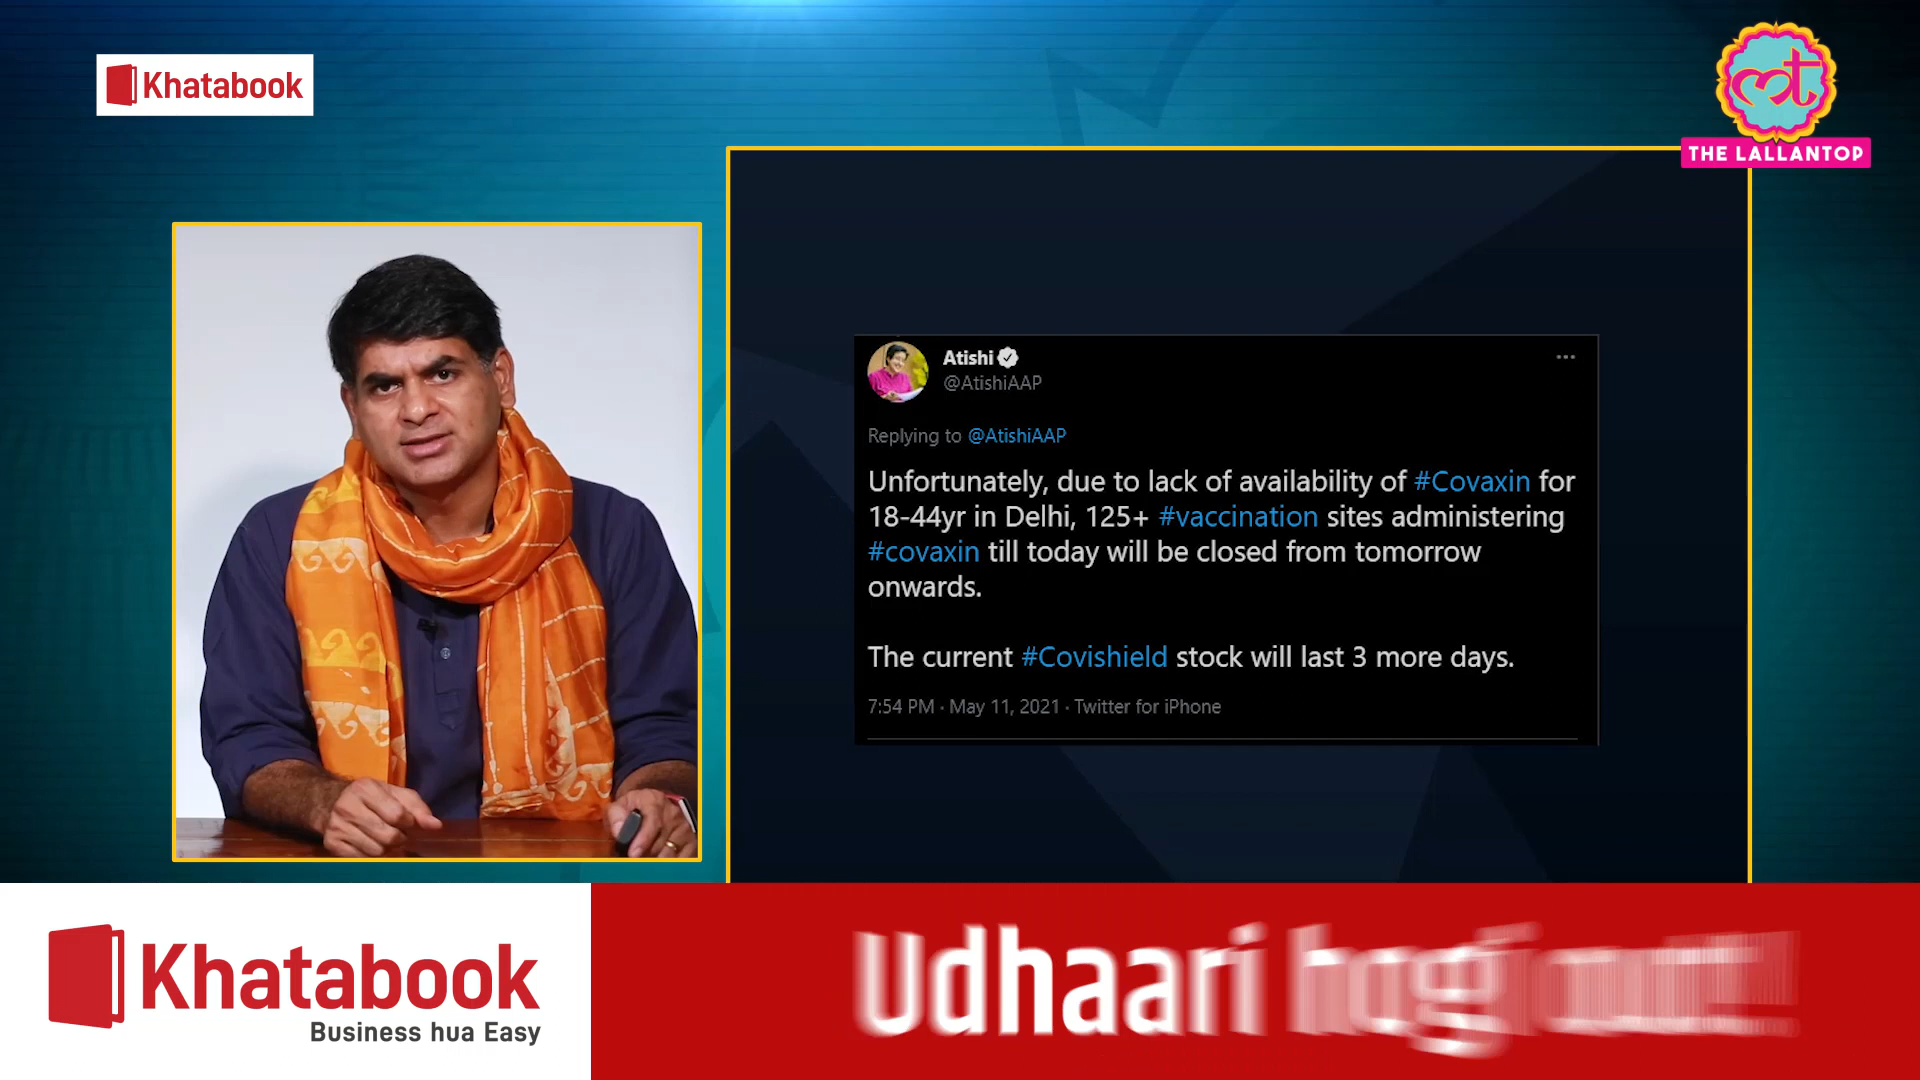 Khatabook
THE LALLANTOP
Atishi
@AtishiAAP
Replying to @AtishiAAP
Unfortunately, due to lack of availability of #Covaxin for
18-44yr in Delhi, 125+ #vaccination sites administering
#covaxin till today will be closed from tomorrow
onwards.
The current #Covishield stock will last 3 more days.
7:54 PM · May 11, 2021 · Twitter for iPhone
Khatabook
Business hua Easy
Udhaari